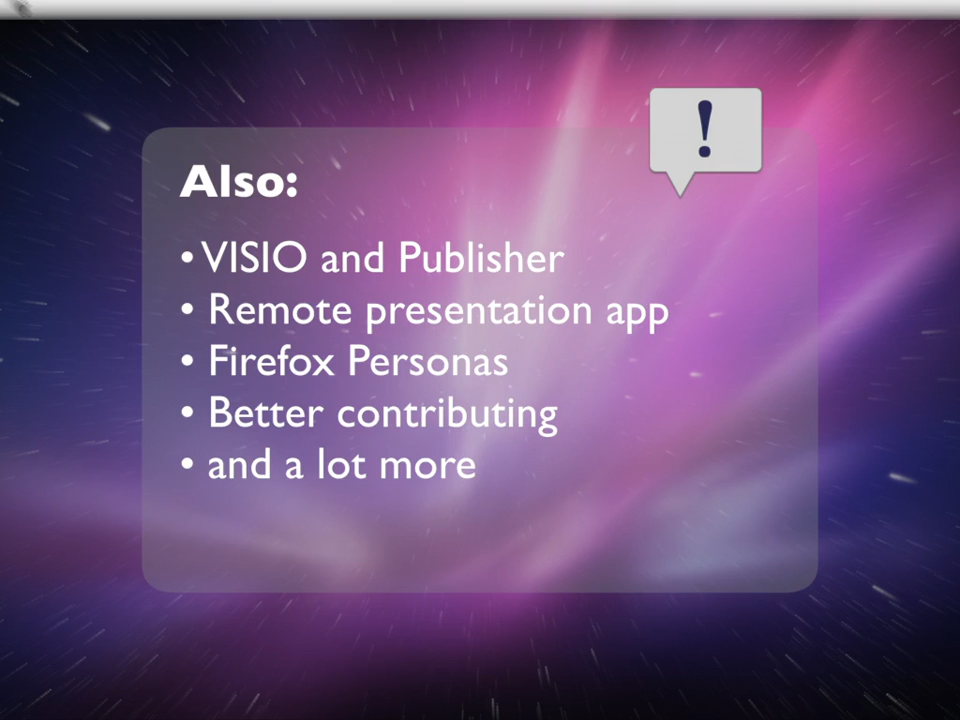 !
Also:
• VISIO and Publisher
• Remote presentation app
• Firefox Personas
• Better contributing
• and a lot more